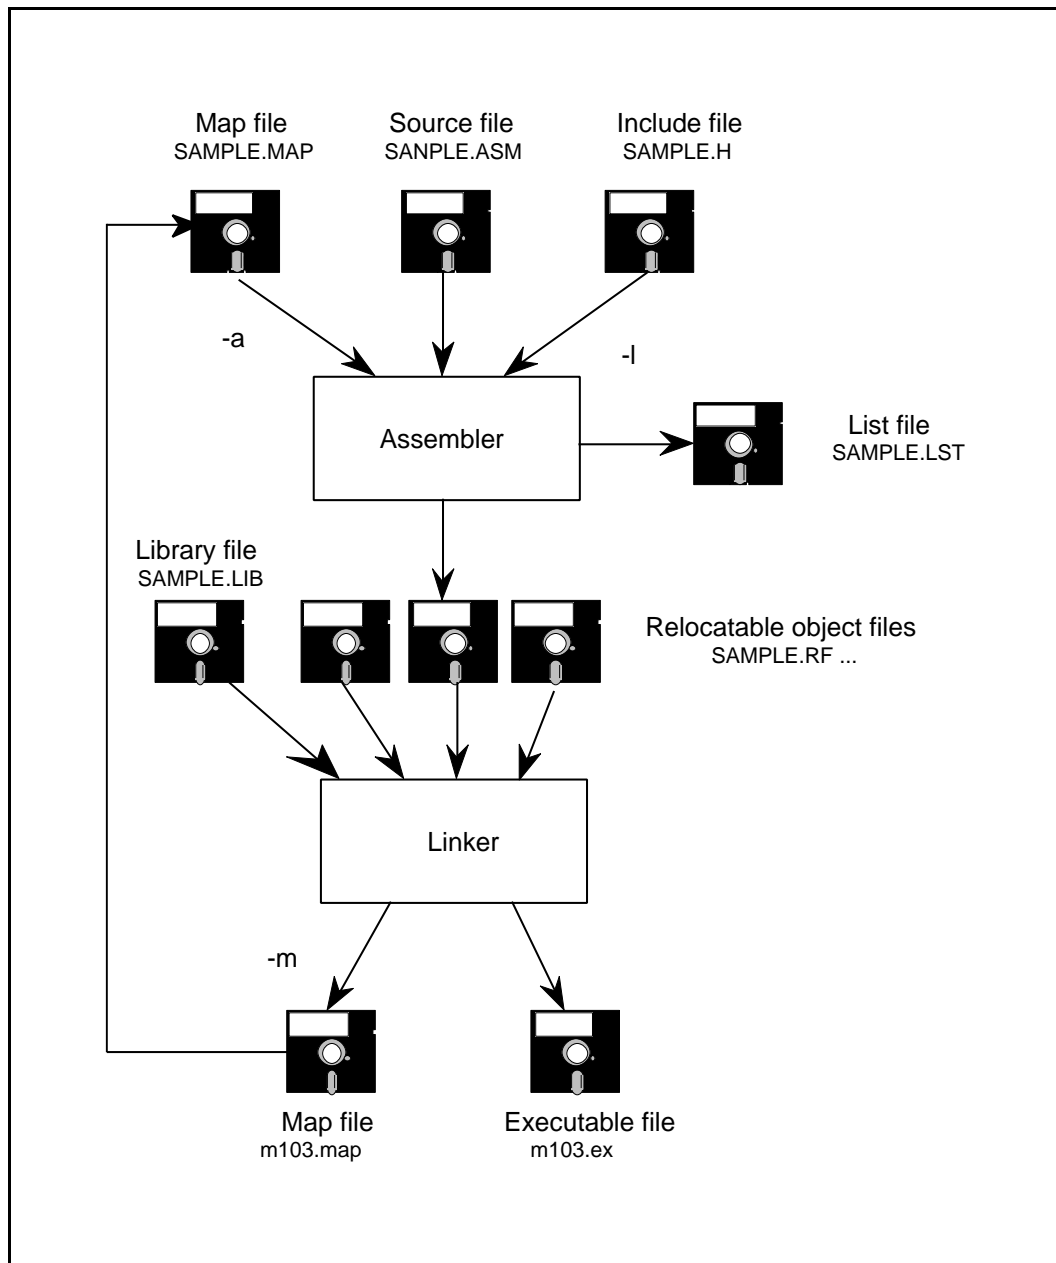 Map file
SAMPLE.MAP
Source file
SANPLE.ASM
Include file
SAMPLE.H
-a
-l
Assembler
List file
SAMPLE.LST
Library file
SAMPLE.LIB
Relocatable object files
SAMPLE.RF ...
Linker
-m
Map file
m103.map
Executable file
m103.ex